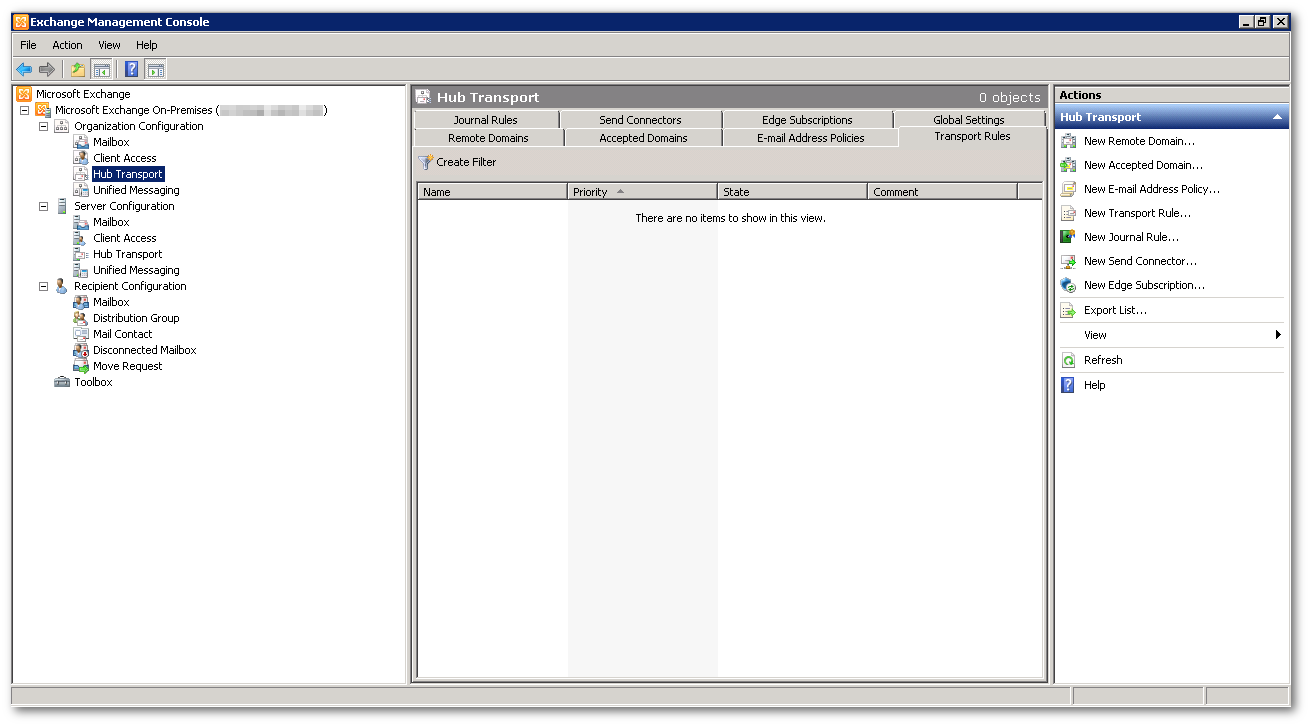 Exchange Management Console
File Action View Help
Microsoft Exchange
Microsoft Exchange On-Premises ( )
Organization Configuration
Mailbox
Client Access
Hub Transport
Unified Messaging
Server Configuration
Mailbox
Client Access
Hub Transport
Unified Messaging
Recipient Configuration
Mailbox
Distribution Group
Mail Contact
Disconnected Mailbox
Move Request
Toolbox
Hub Transport 0 objects
Journal Rules Send Connectors Edge Subscriptions Global Settings
Remote Domains Accepted Domains E-mail Address Policies Transport Rules
Create Filter
Name Priority State Comment
There are no items to show in this view.
Actions
Hub Transport
New Remote Domain...
New Accepted Domain...
New E-mail Address Policy...
New Transport Rule...
New Journal Rule...
New Send Connector...
New Edge Subscription...
Export List...
View
Refresh
Help